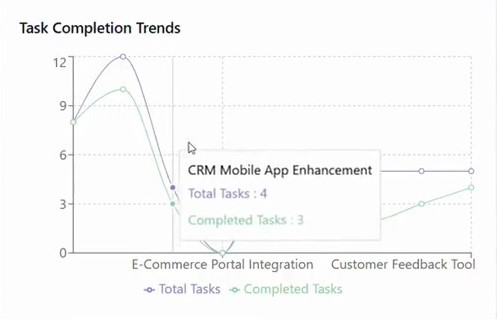 Task Completion Trends
12
9
6
3
0
CRM Mobile App Enhancement
Total Tasks : 4
Completed Tasks : 3
E-Commerce Portal Integration
Customer Feedback Tool
Total Tasks
Completed Tasks